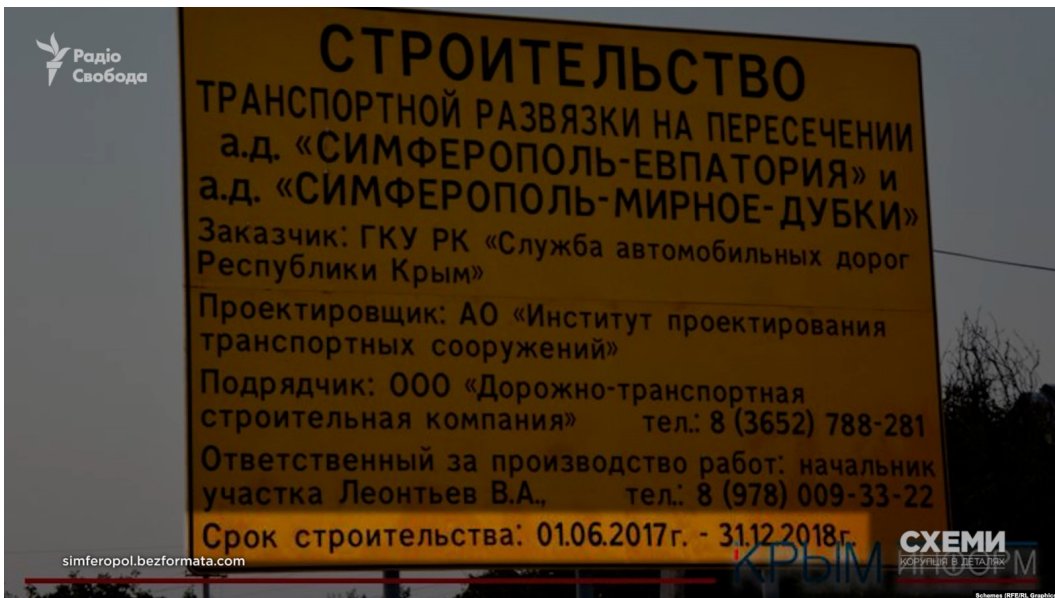 Радіо
Свобода
СТРОИТЕЛЬСТВО
ТРАНСПОРТНОЙ РАЗВЯЗКИ НА ПЕРЕСЕЧЕНИИ
а.д. «СИМФЕРОПОЛЬ-ЕВПАТОРИЯ» и
а.д. «СИМФЕРОПОЛЬ-МИРНОЕ-ДУБКИ»
Заказчик: ГКУ РК «Служба автомобильных дорог
Республики Крым»
Проектировщик: АО «Институт проектирования
транспортных сооружений»
Подрядчик: ООО «Дорожно-транспортная
строительная компания» тел.: 8 (3652) 788-281
Ответственный за производство работ: начальник
участка Леонтьев В.А., тел.: 8 (978) 009-33-22
Срок строительства: 01.06.2017г. - 31.12.2018г.
simferopol.bezformata.com
КРЫМ ИНФОРМ
СХЕМИ
КОРУПЦІЯ В ДЕТАЛЯХ
Schemes (RFE/RL Graphics